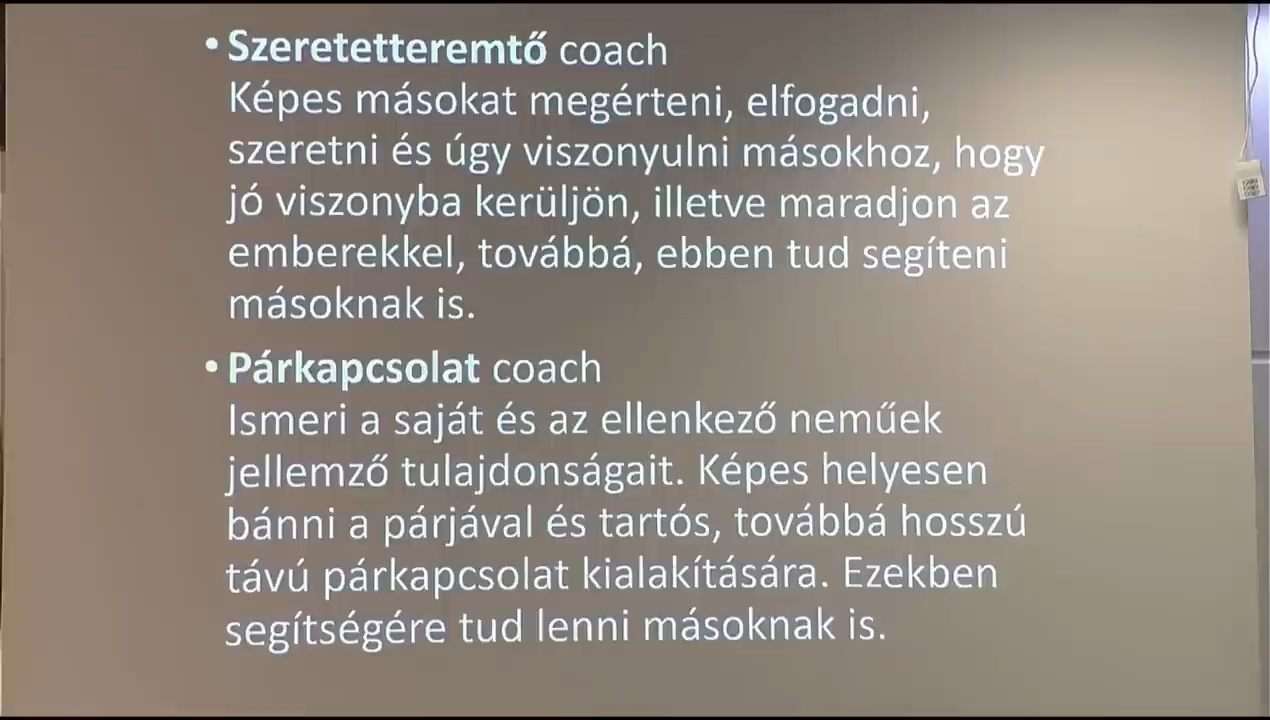 • Szeretetteremtő coach
Képes másokat megérteni, elfogadni,
szeretni és úgy viszonyulni másokhoz, hogy
jó viszonyba kerüljön, illetve maradjon az
emberekkel, továbbá, ebben tud segíteni
másoknak is.
• Párkapcsolat coach
Ismeri a saját és az ellenkező neműek
jellemző tulajdonságait. Képes helyesen
bánni a párjával és tartós, továbbá hosszú
távú párkapcsolat kialakítására. Ezekben
segítségére tud lenni másoknak is.